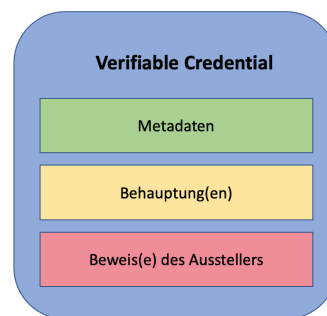 Verifiable Credential
Metadaten
Behauptung(en)
Beweis(e) des Ausstellers